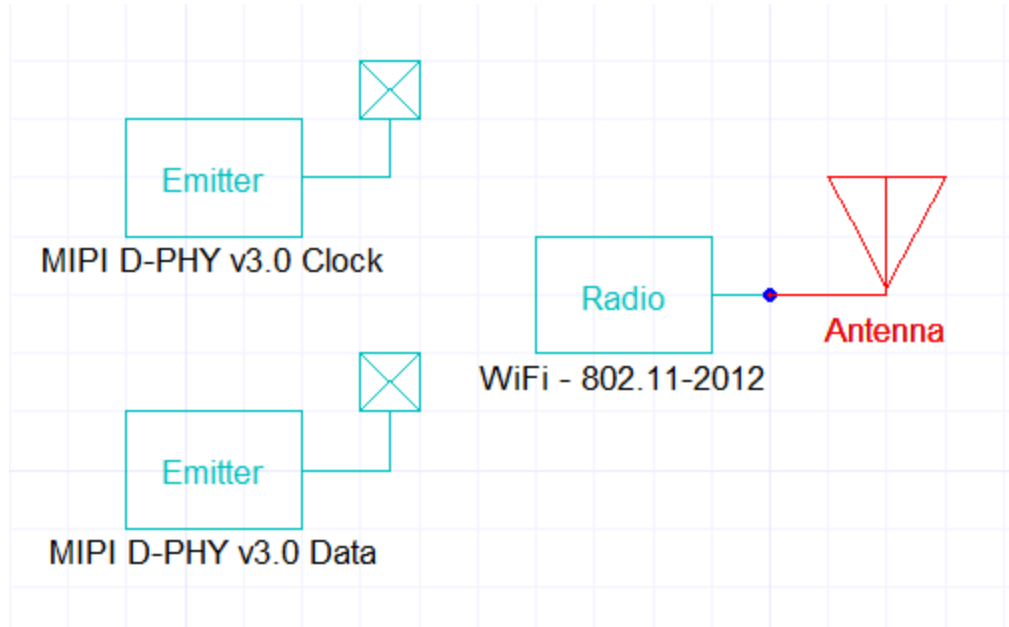 Emitter
MIPI D-PHY v3.0 Clock
Radio
Antenna
WiFi - 802.11-2012
Emitter
MIPI D-PHY v3.0 Data